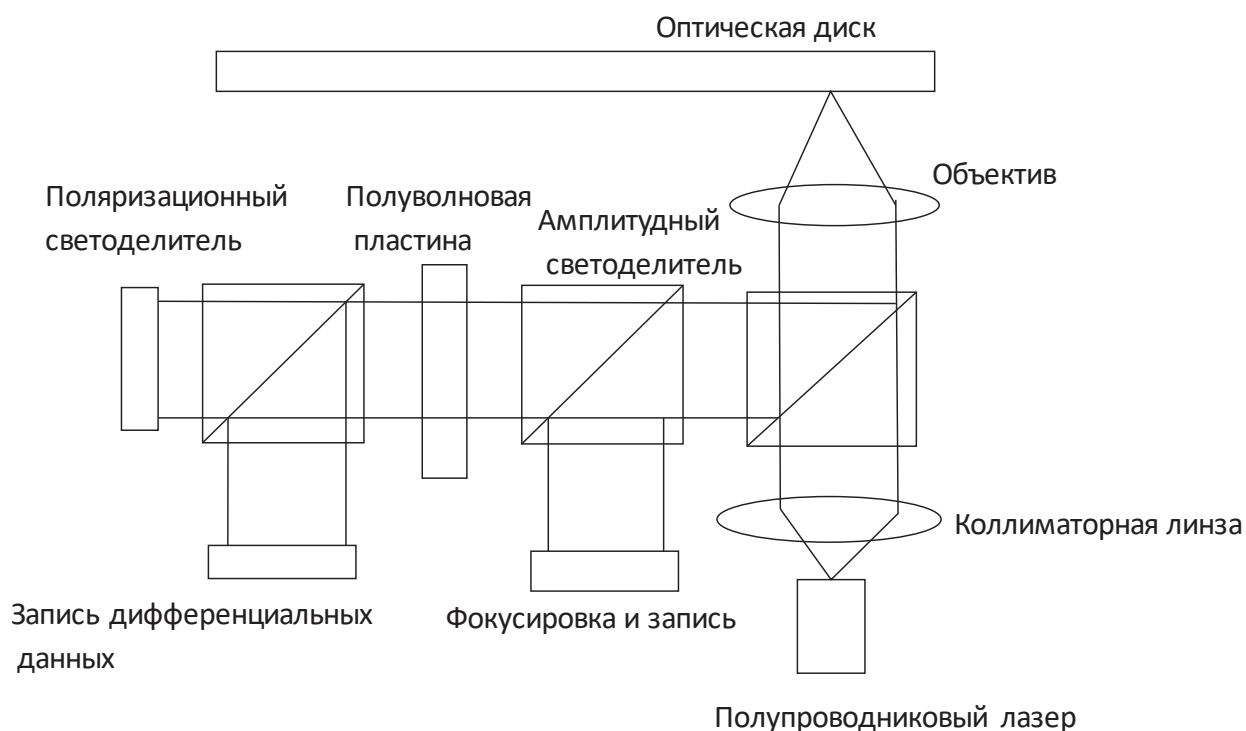 Оптическая диск
Объектив
Поляризационный
светоделитель
Полуволновая
пластина
Амплитудный
светоделитель
Коллиматорная линза
Запись дифференциальных
данных
Фокусировка и запись
Полупроводниковый лазер